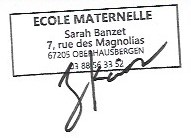 ECOLE MATERNELLE
Sarah Banzet
7, rue des Magnolias
67205 OBERHAUSBERGEN
03 88 56 33 52